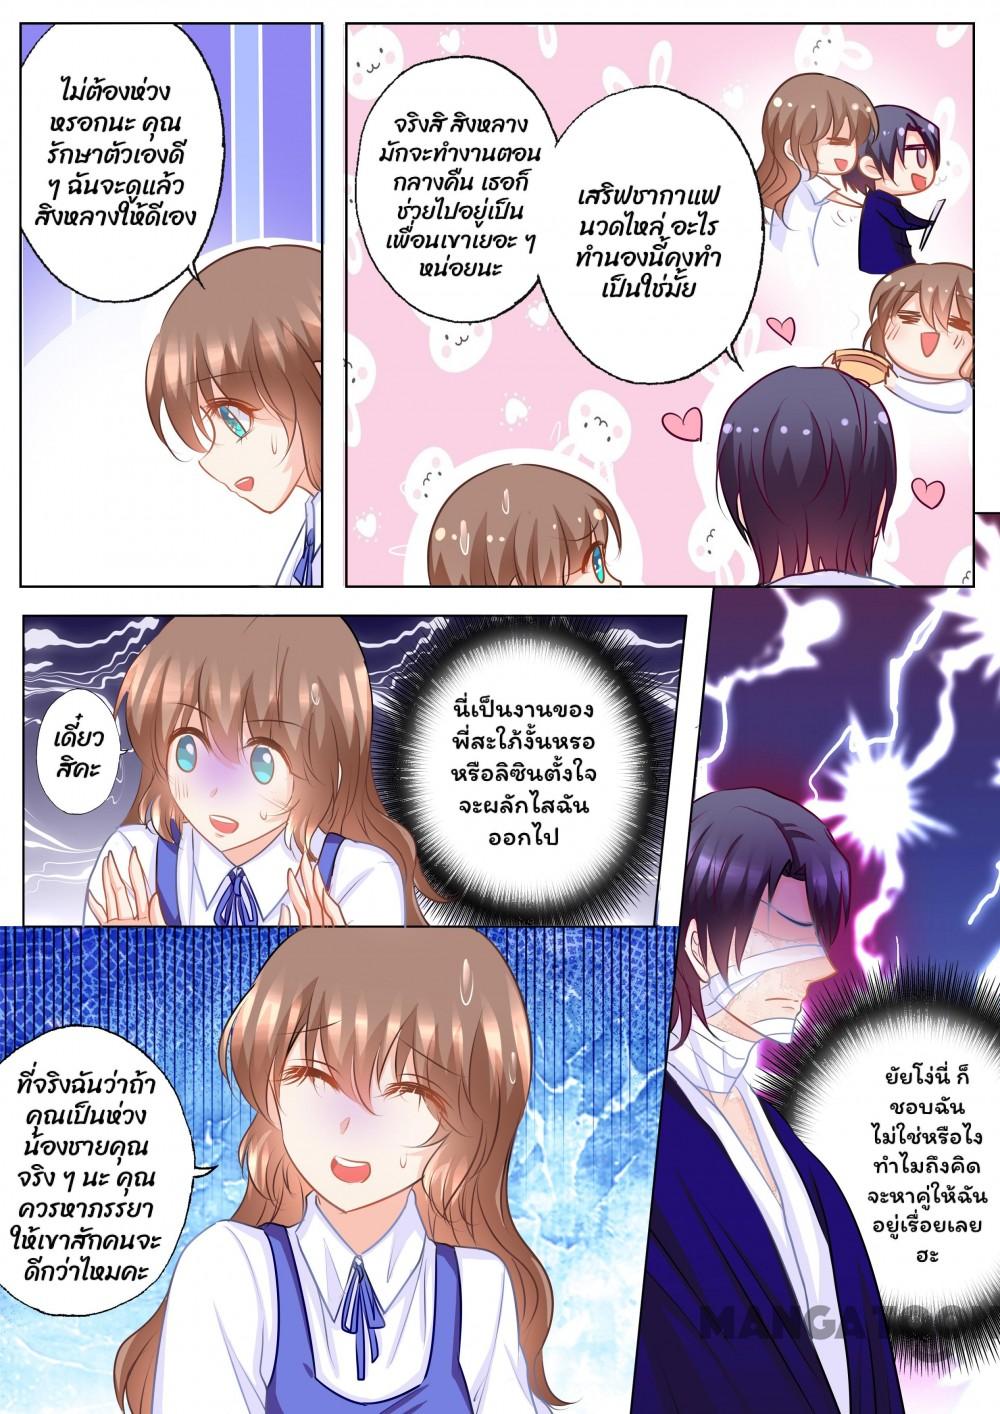 ไม่ต้องห่วง
หรอกนะ คุณ
รักษาตัวเองดี
ๆ ฉันจะดูแล้ว
สิงหลางให้ดีเอง
จริงสิ สิงหลาง
มักจะทำงานตอน
กลางคืน เธอก็
ช่วยไปอยู่เป็น
เพื่อนเขาเยอะ ๆ
หน่อยนะ
เสริฟชากาแฟ
นวดไหล่ อะไร
ทำนองนี้คงทำ
เป็นใช่มั้ย
เดี๋ยว
สิคะ
นี่เป็นงานของ
พี่สะใภ้งั้นหรอ
หรือลิซินตั้งใจ
จะผลักไสฉัน
ออกไป
ยัยโง่นี่ ก็
ชอบฉัน
ไม่ใช่หรือไง
ทำไมถึงคิด
จะหาคู่ให้ฉัน
อยู่เรื่อยเลย
ฮะ
ที่จริงฉันว่าถ้า
คุณเป็นห่วง
น้องชายคุณ
จริง ๆ นะ คุณ
ควรหาภรรยา
ให้เขาสักคนจะ
ดีกว่าไหมคะ
MANGATOON